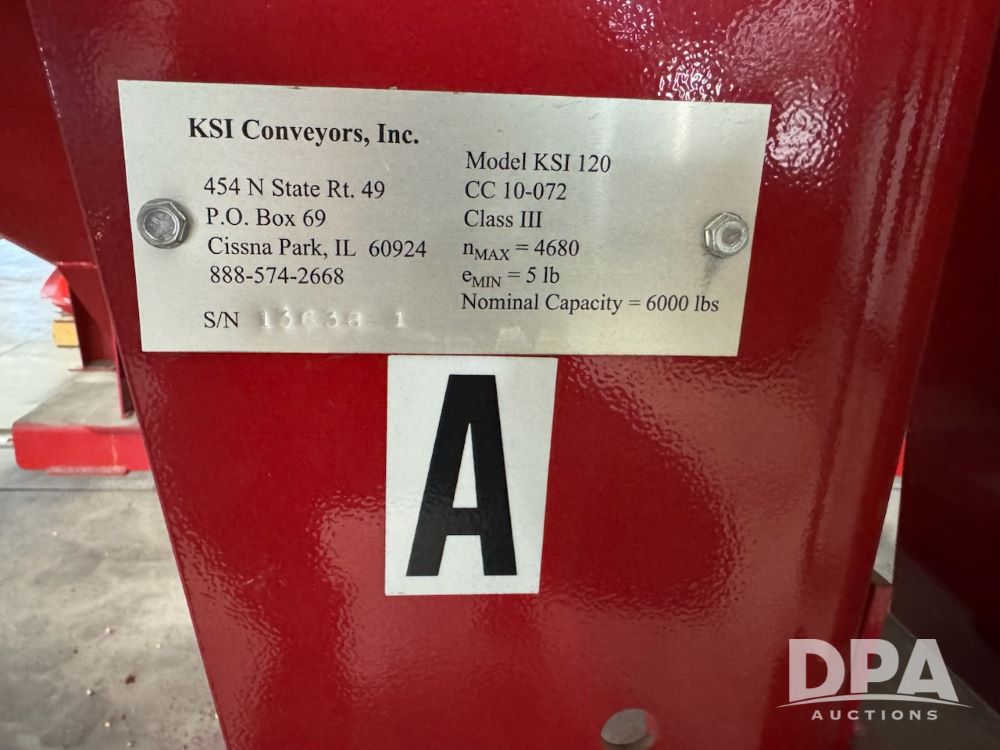 KSI Conveyors, Inc.
454 N State Rt. 49
P.O. Box 69
Cissna Park, IL 60924
888-574-2668
S/N
Model KSI 120
CC 10-072
Class III
nMAX = 4680
eMIN = 5 lb
Nominal Capacity = 6000 lbs
A
DPA
AUCTIONS